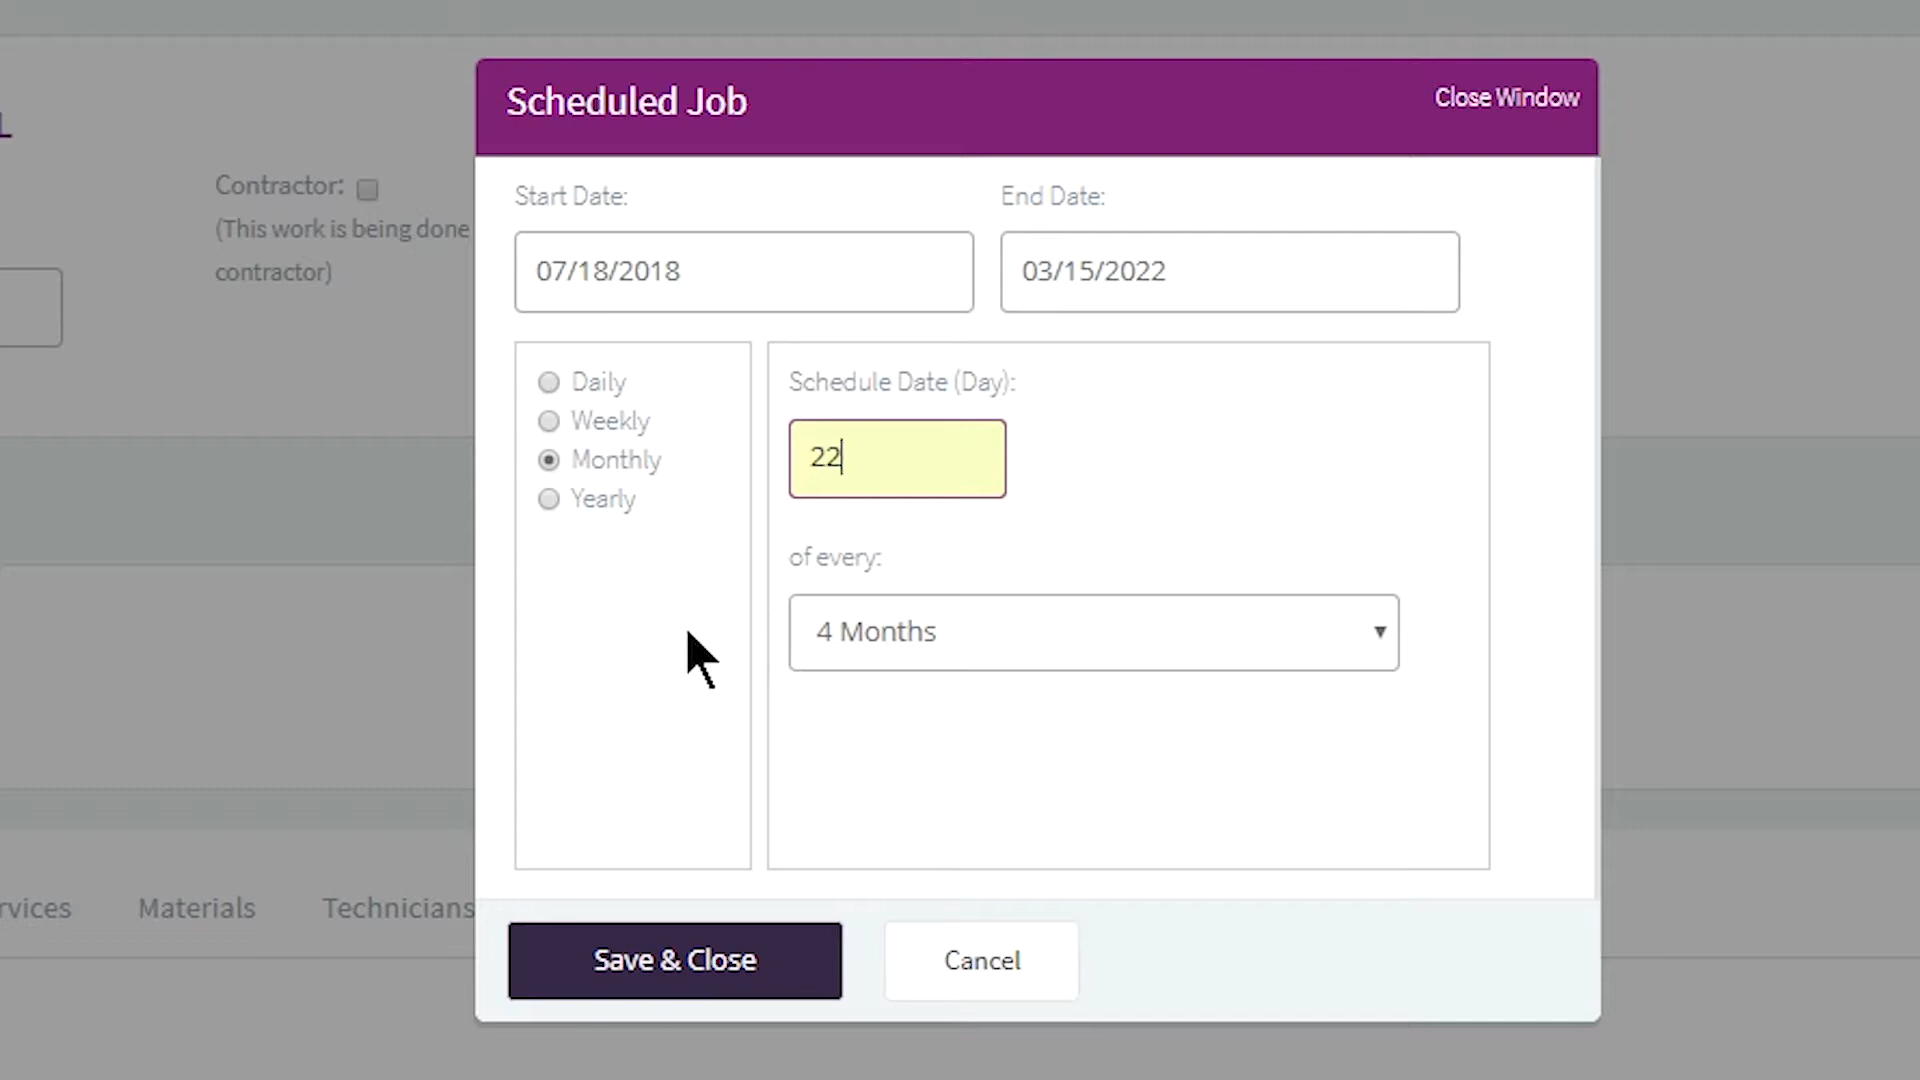 Scheduled Job
Close Window
Contractor:
(This work is being done
contractor)
Start Date:
End Date:
07/18/2018
03/15/2022
Daily
Weekly
Monthly
Yearly
Schedule Date (Day):
22
of every:
4 Months
rvices
Materials
Technicians
Save & Close
Cancel